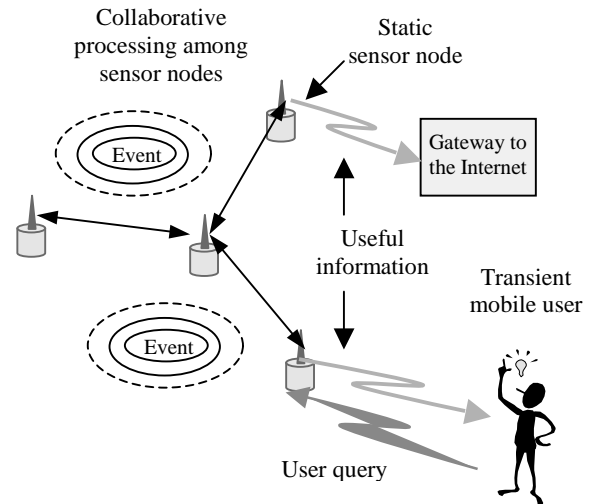 Collaborative
processing among
sensor nodes
Static
sensor node
Event
Gateway to
the Internet
Useful
information
Transient
mobile user
Event
User query